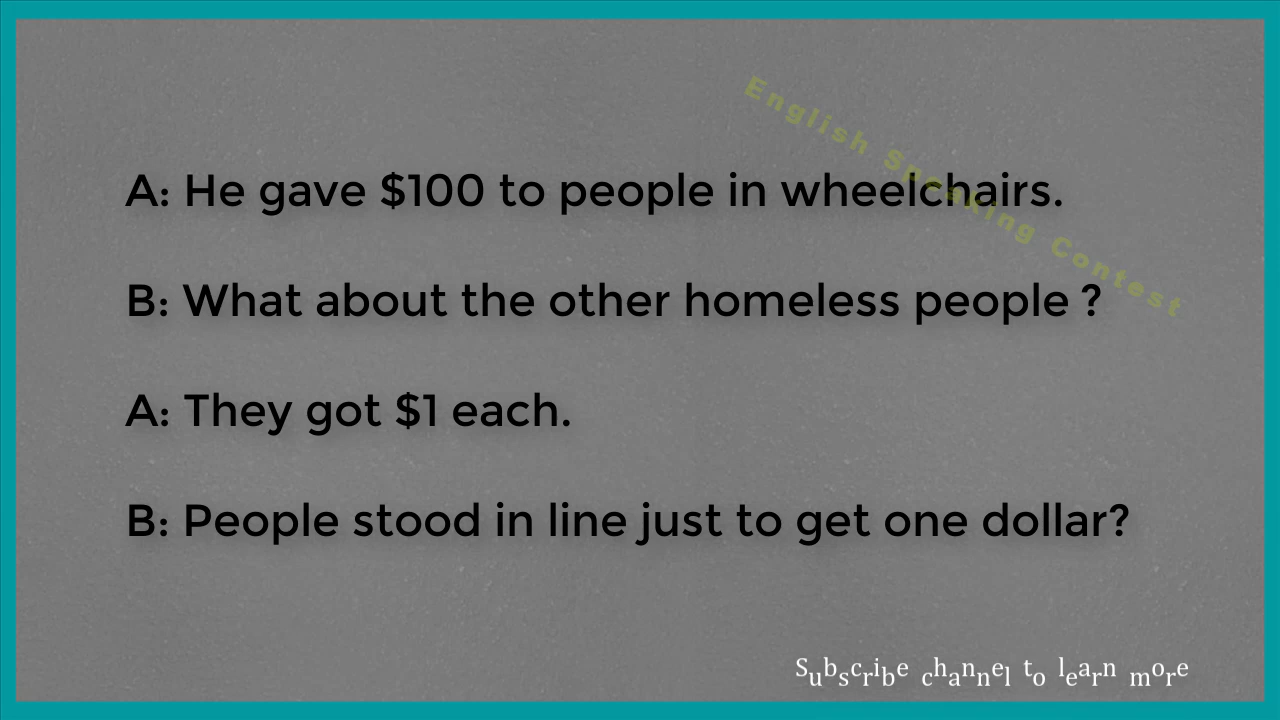 English Speaking Contest
A: He gave $100 to people in wheelchairs.
B: What about the other homeless people ?
A: They got $1 each.
B: People stood in line just to get one dollar?
Subscribe channel to learn more